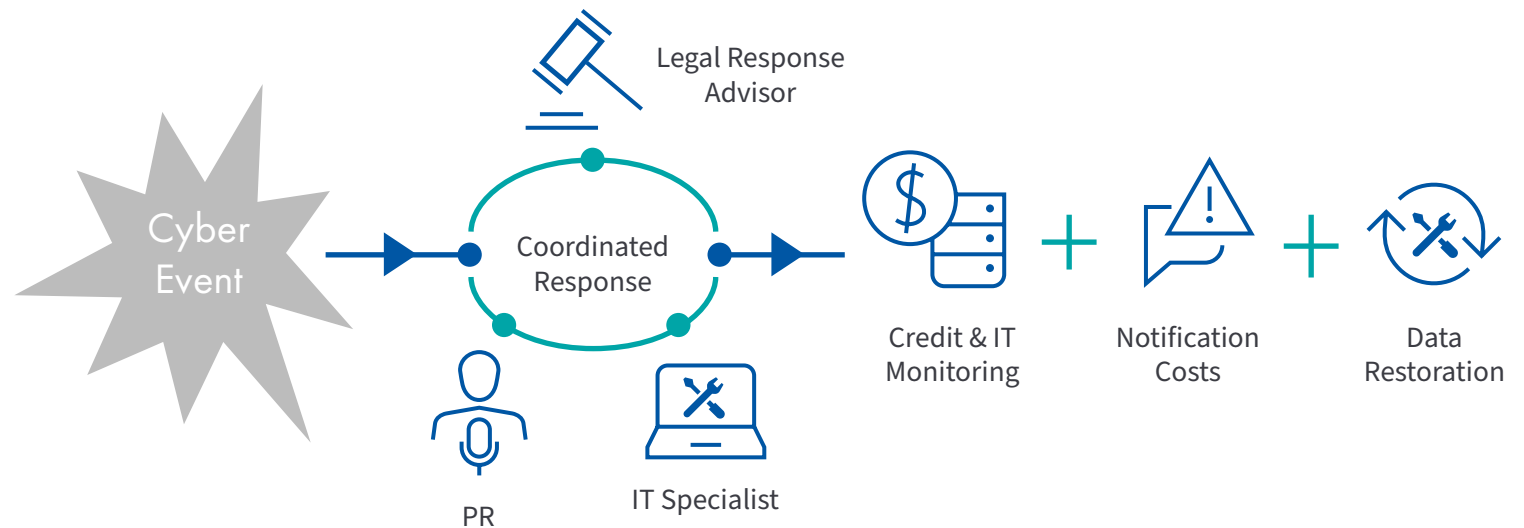 Legal Response
Advisor
Cyber
Event
Coordinated
Response
PR
IT Specialist
Credit & IT
Monitoring
Notification
Costs
Data
Restoration